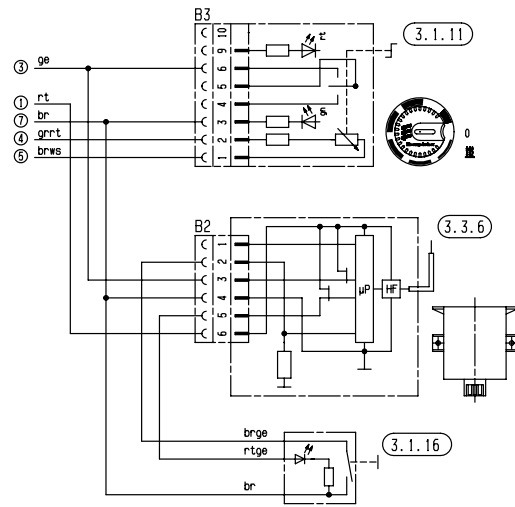 B3
3.1.11
10
9
rt
③ ge
6
5
① rt
4
⑦ br
3
gn
④ grrt
2
⑤ brws
1
0
B2
3.3.6
1
2
3
µP
HF
4
5
6
brge
3.1.16
rtge
br